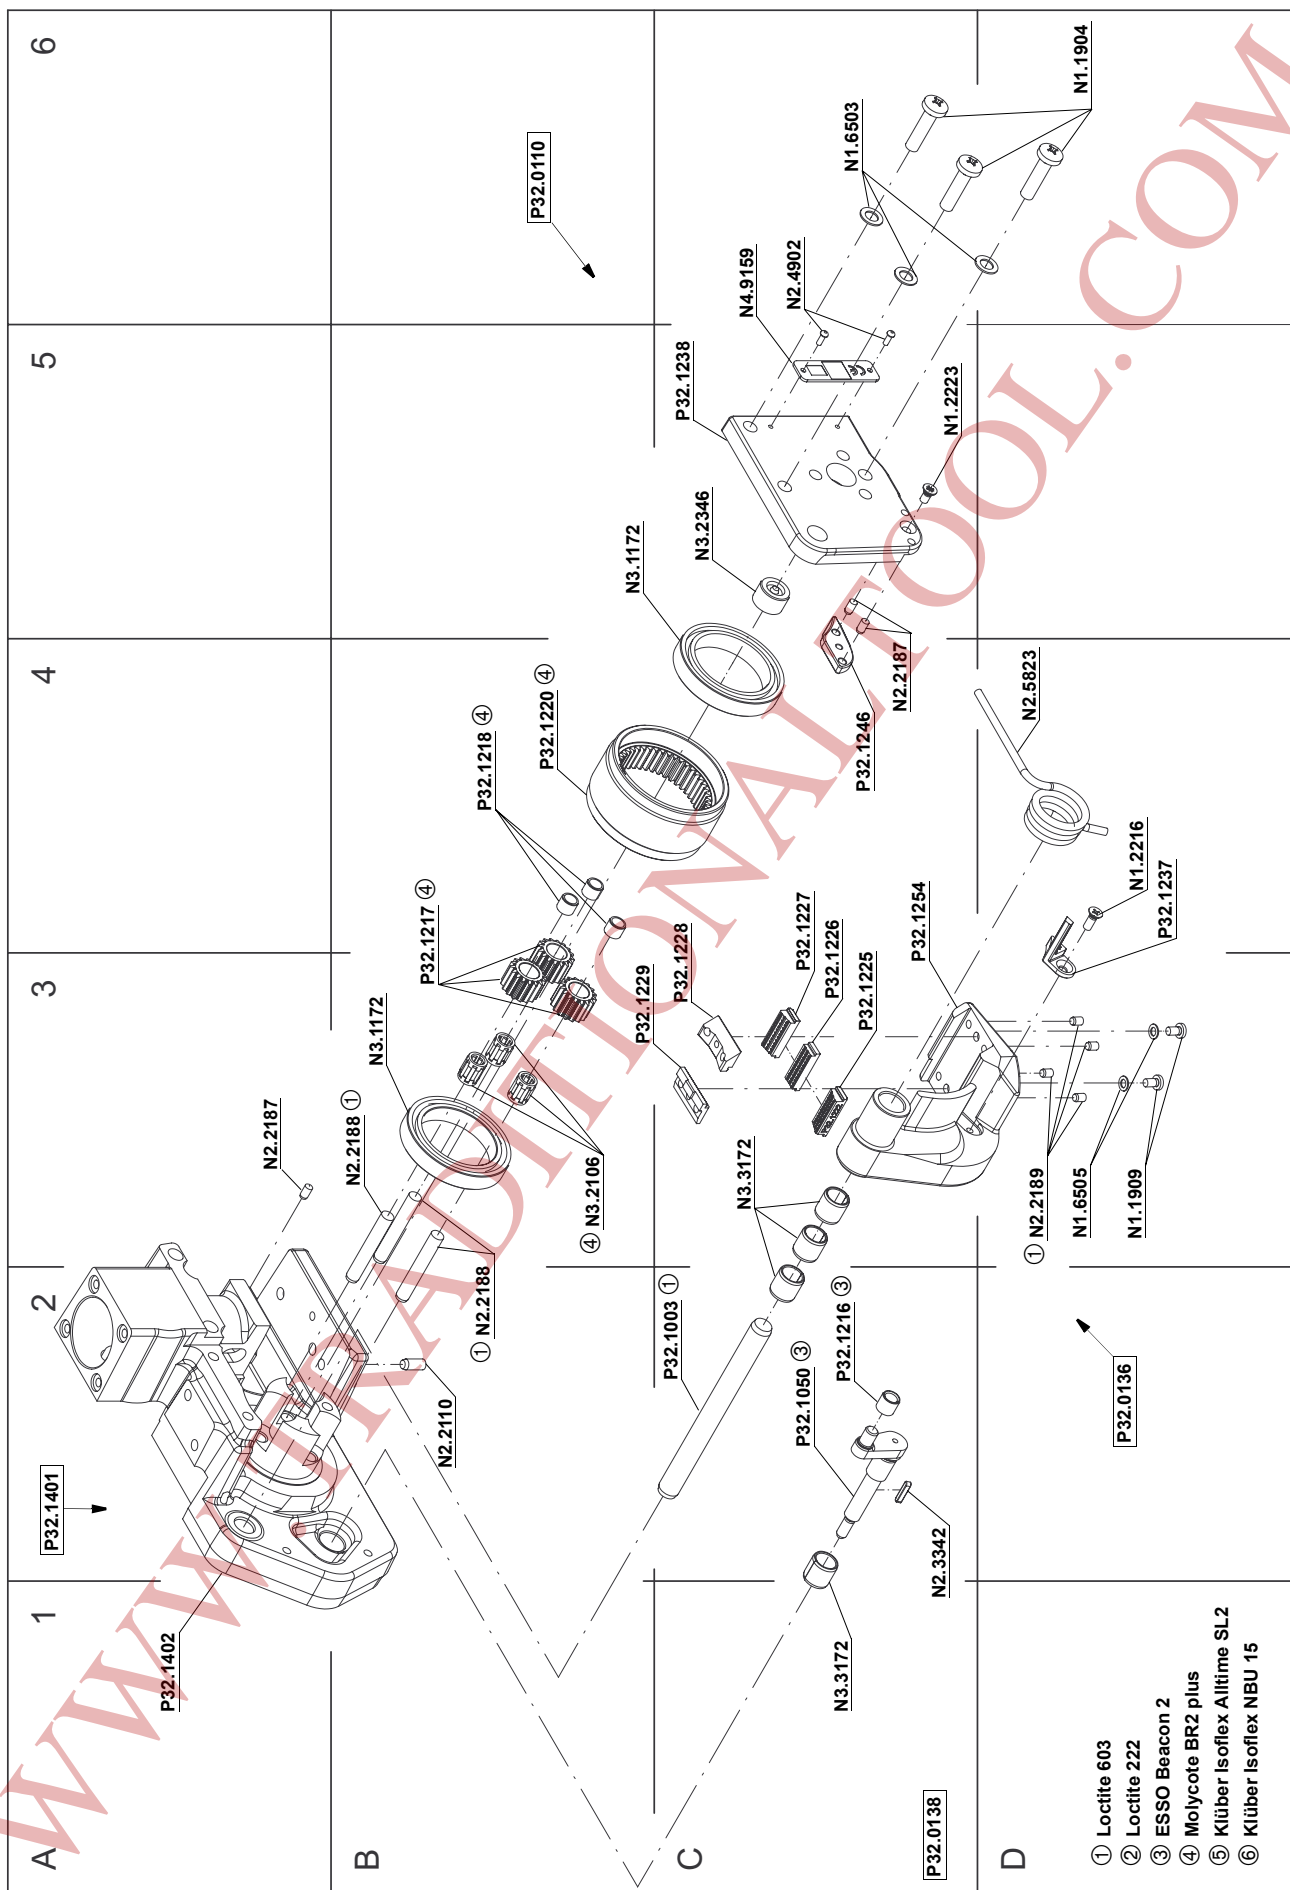 A
B
C
D
1
2
3
4
5
6
P32.1401
P32.1402
N2.2187
N2.2188 ①
N3.1172
P32.1217 ④
P32.1218 ④
P32.1220 ④
N3.1172
N3.2346
P32.1238
N4.9159
N2.4902
N1.6503
N1.1904
P32.0110
N1.2223
N2.2187
P32.1246
N2.5823
N1.2216
P32.1237
P32.1254
P32.1227
P32.1226
P32.1225
P32.1228
P32.1229
④ N3.2106
① N2.2188
N2.2110
N3.3172
P32.1003 ①
P32.1216 ③
P32.1050 ③
N2.3342
N3.3172
① N2.2189
N1.6505
N1.1909
P32.0136
P32.0138
① Loctite 603
② Loctite 222
③ ESSO Beacon 2
④ Molycote BR2 plus
⑤ Klüber Isoflex Alltime SL2
⑥ Klüber Isoflex NBU 15
WWW.TRADITIONALTOOL.COM